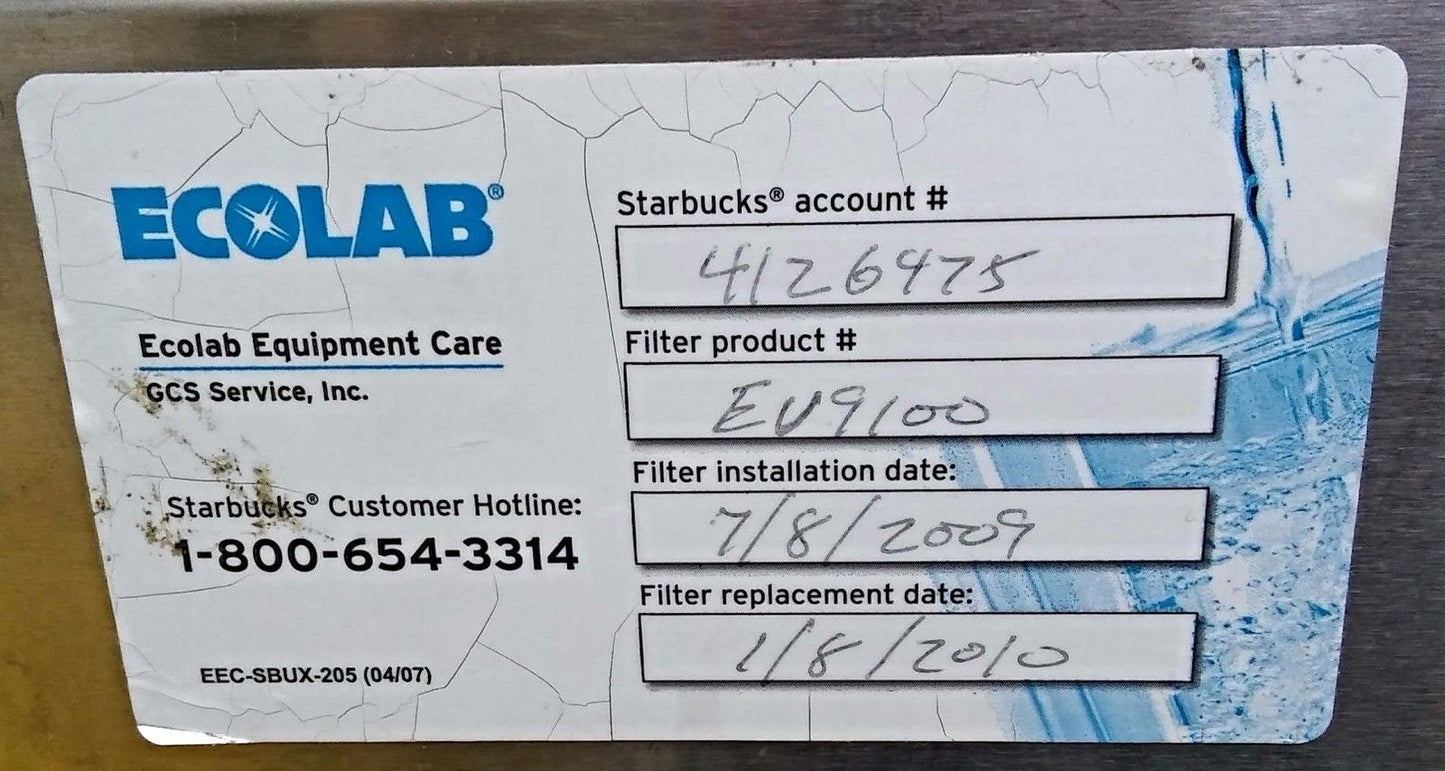 ECOLAB®
Ecolab Equipment Care
GCS Service, Inc.
Starbucks® Customer Hotline:
1-800-654-3314
EEC-SBUX-205 (04/07)
Starbucks® account #
4126475
Filter product #
EV9100
Filter installation date:
7/8/2009
Filter replacement date:
1/8/2010